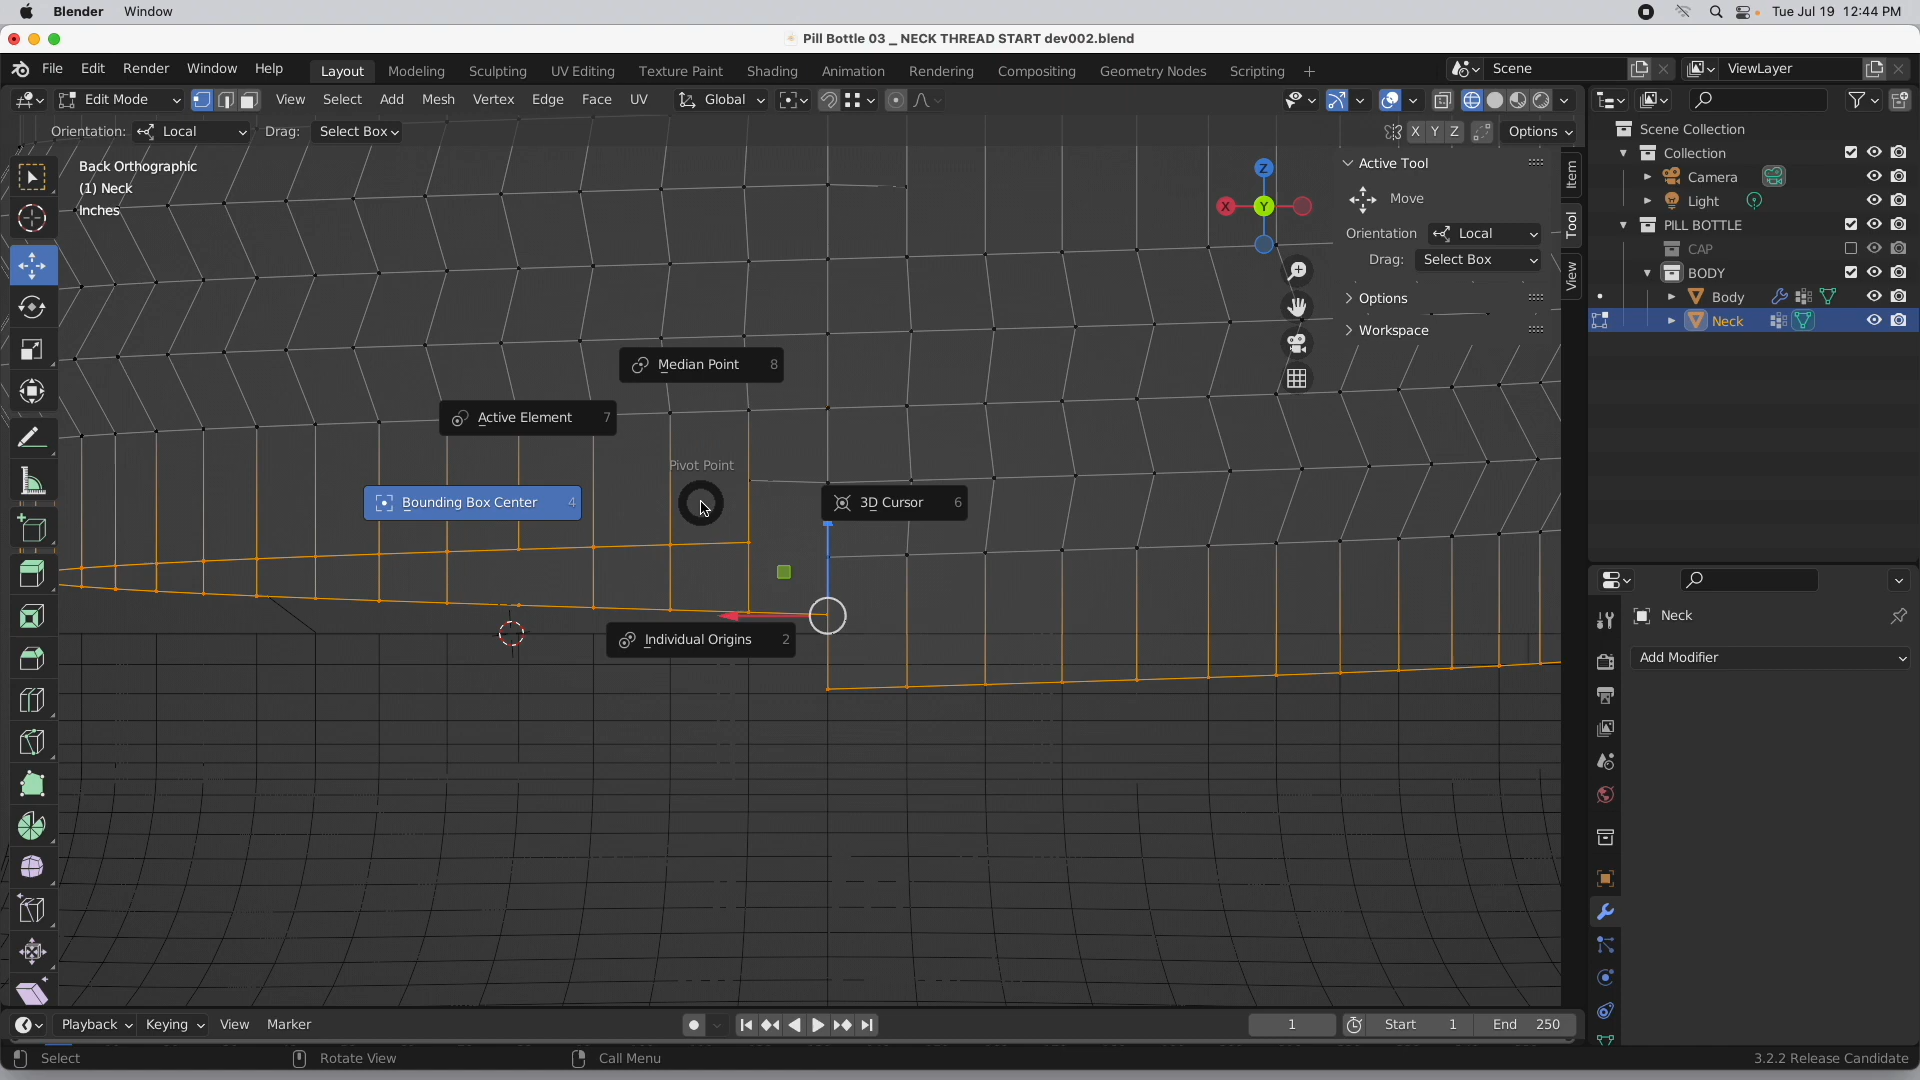 Blender Window Tue Jul 19 12:44 PM
Pill Bottle 03 _ NECK THREAD START dev002.blend
File Edit Render Window Help Layout Modeling Sculpting UV Editing Texture Paint Shading Animation Rendering Compositing Geometry Nodes Scripting + Scene ViewLayer
Edit Mode View Select Add Mesh Vertex Edge Face UV Global
Orientation: Local Drag: Select Box X Y Z Options
Scene Collection
Collection
Camera
Light
PILL BOTTLE
CAP
BODY
Body
Neck
Back Orthographic
(1) Neck
Inches
Z
X Y
Active Tool
Move
Orientation Local
Drag: Select Box
Options
Workspace
Item
Tool
View
Median Point 8
Active Element 7
Pivot Point
Bounding Box Center 4
3D Cursor 6
Individual Origins 2
Neck
Add Modifier
Playback Keying View Marker 1 Start 1 End 250
Select Rotate View Call Menu 3.2.2 Release Candidate